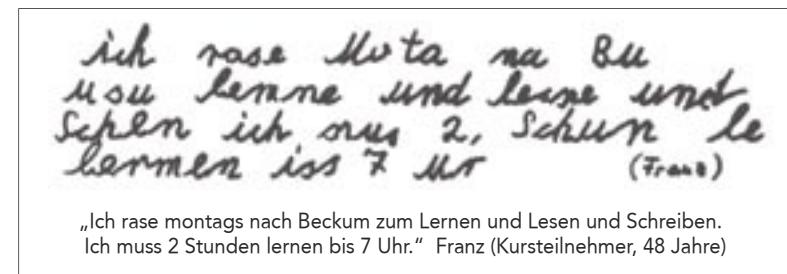 ich rase Mota na Bu
usu lernne und lesne und
Schen ich mus 2, Schun le
lermen iss 7 Ur (Franz)
„Ich rase montags nach Beckum zum Lernen und Lesen und Schreiben.
Ich muss 2 Stunden lernen bis 7 Uhr.“ Franz (Kursteilnehmer, 48 Jahre)